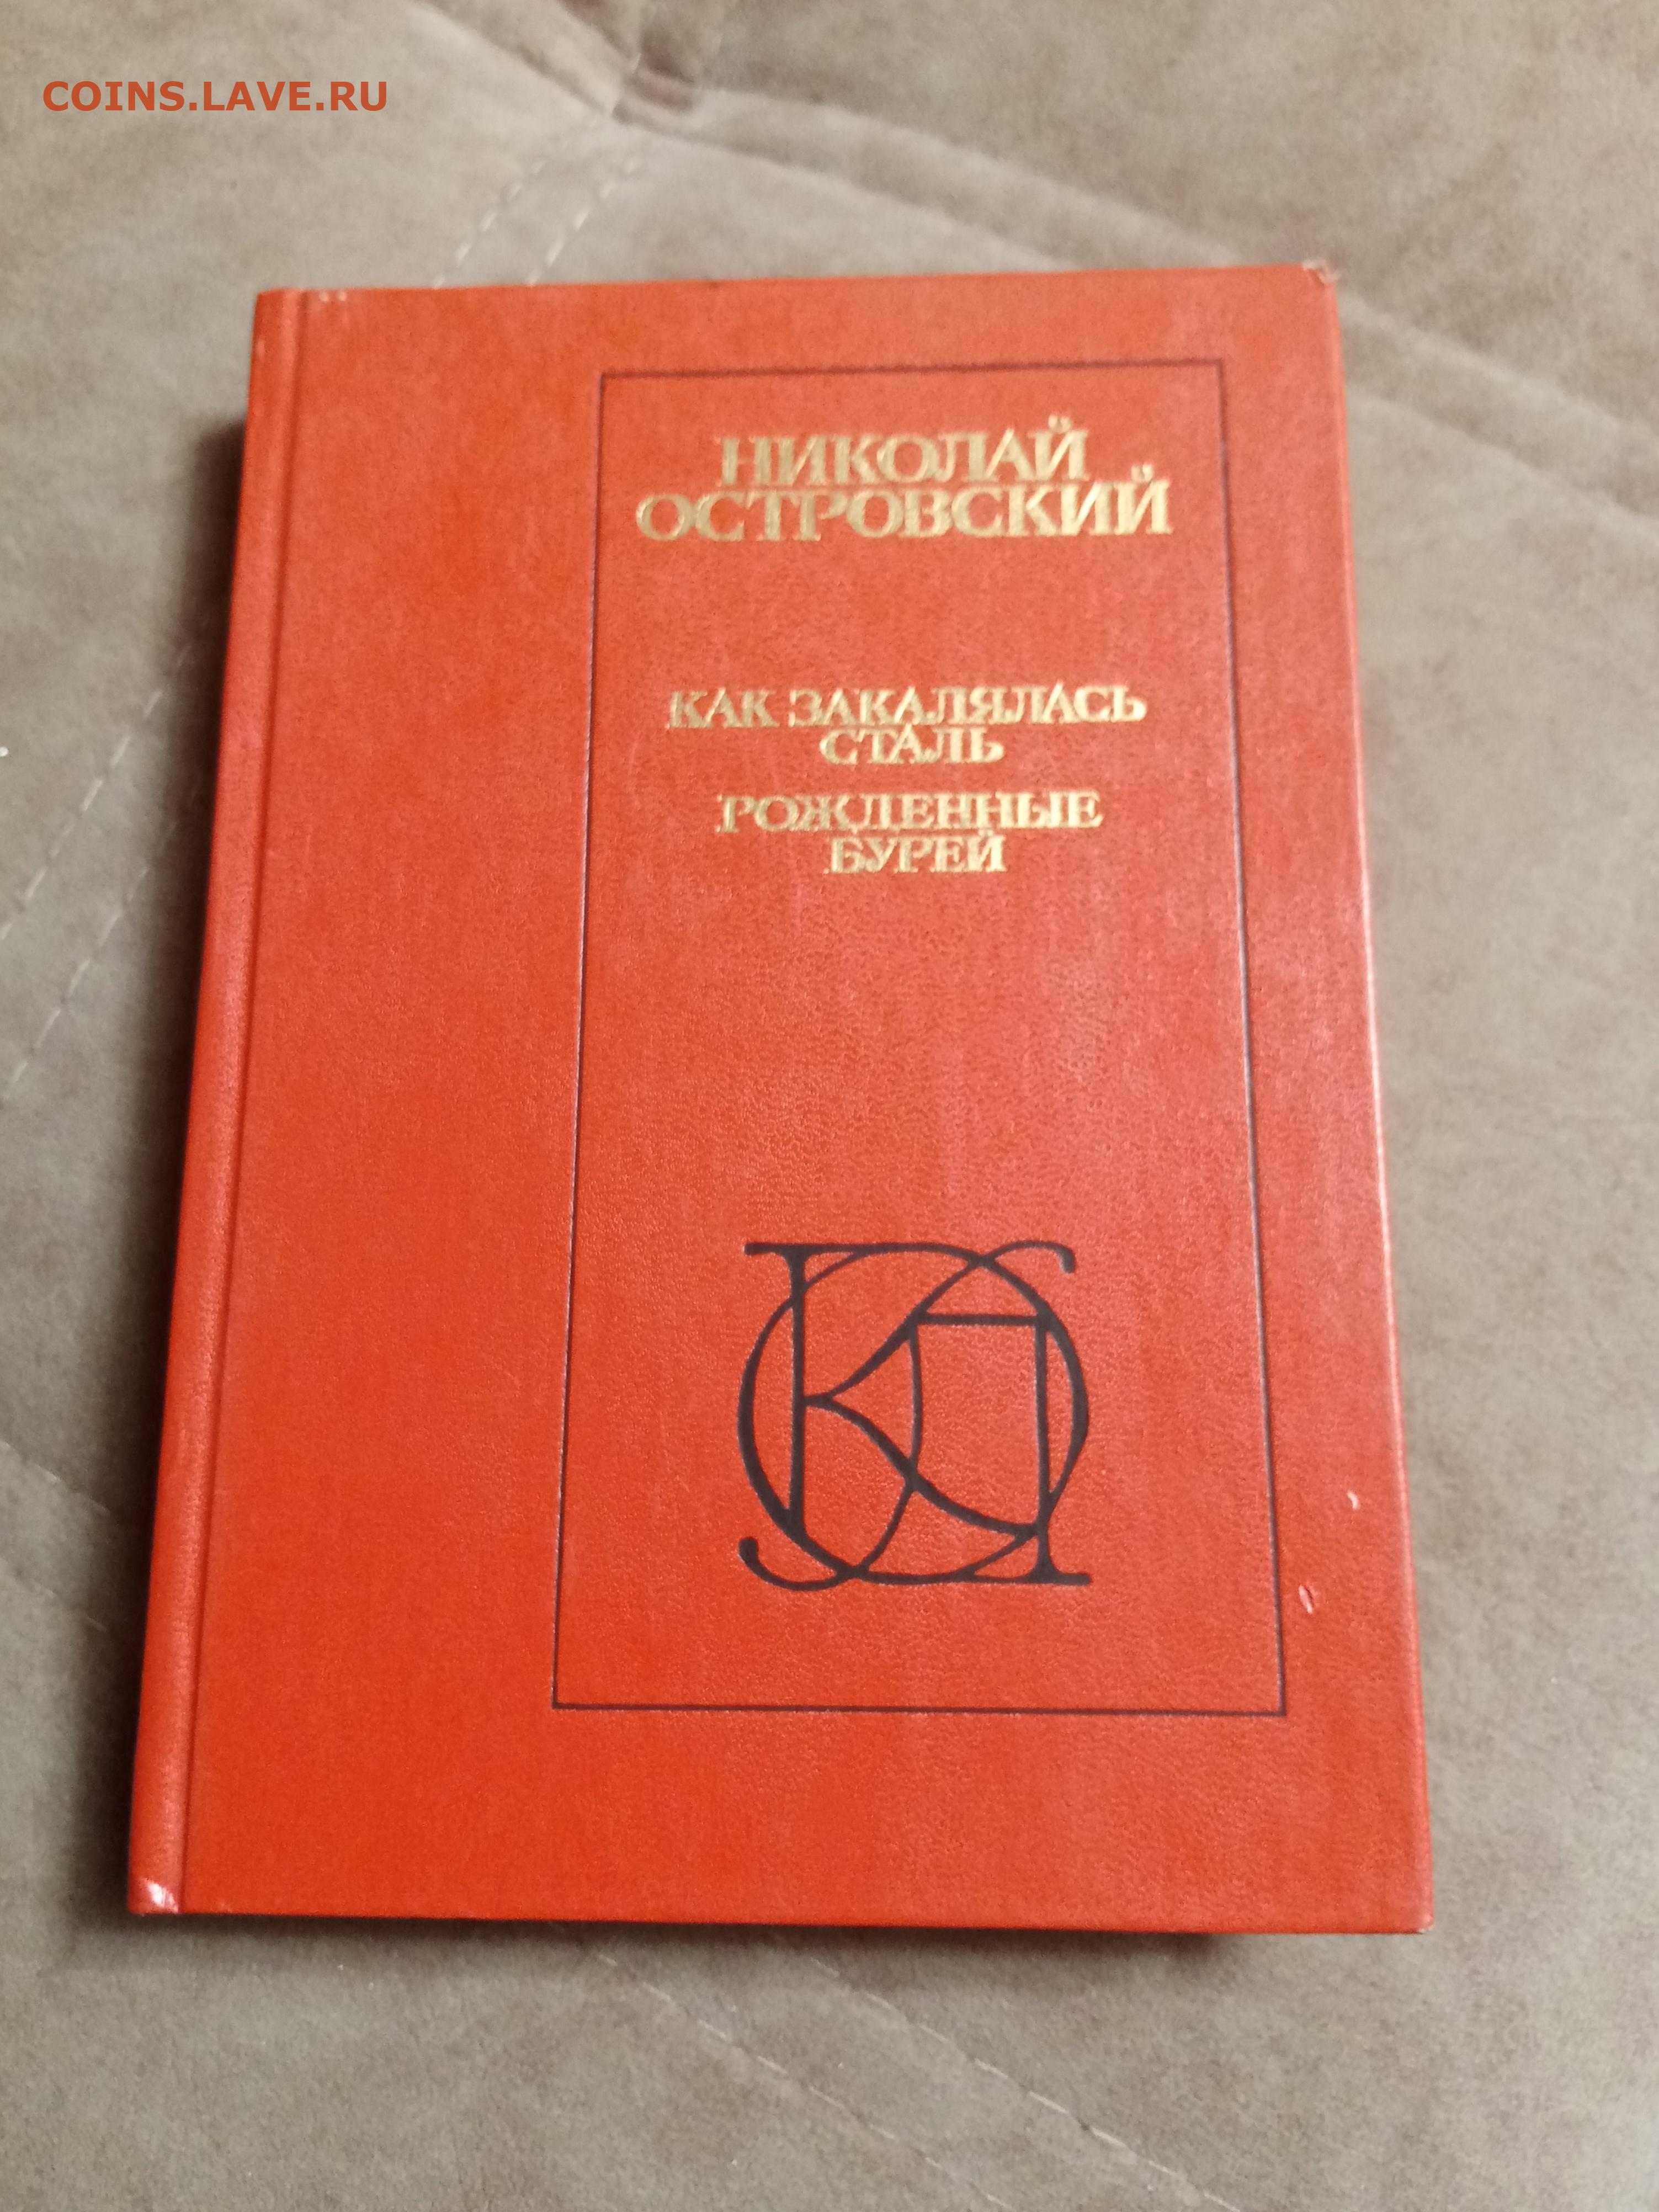 COINS.LAVE.RU
НИКОЛАЙ
ОСТРОВСКИЙ
КАК ЗАКАЛЯЛАСЬ
СТАЛЬ
РОЖДЕННЫЕ
БУРЕЙ